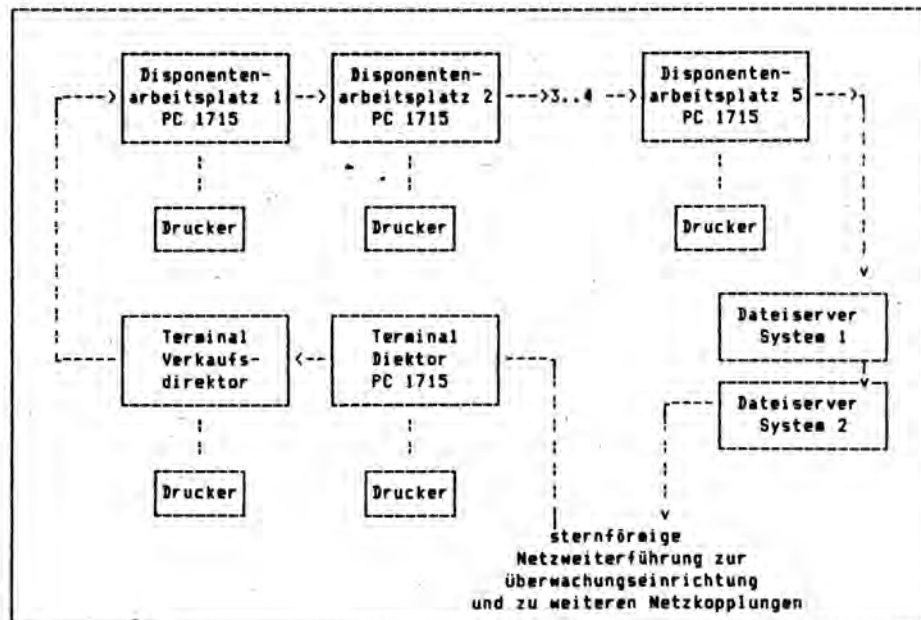 Disponenten-
arbeitsplatz 1
PC 1715
Disponenten-
arbeitsplatz 2
PC 1715
3..4
Disponenten-
arbeitsplatz 5
PC 1715
Drucker
Drucker
Drucker
Terminal
Verkaufs-
direktor
Terminal
Diektor
PC 1715
Dateiserver
System 1
Dateiserver
System 2
Drucker
Drucker
sternförmige
Netzweiterführung zur
überwachungseinrichtung
und zu weiteren Netzkopplungen